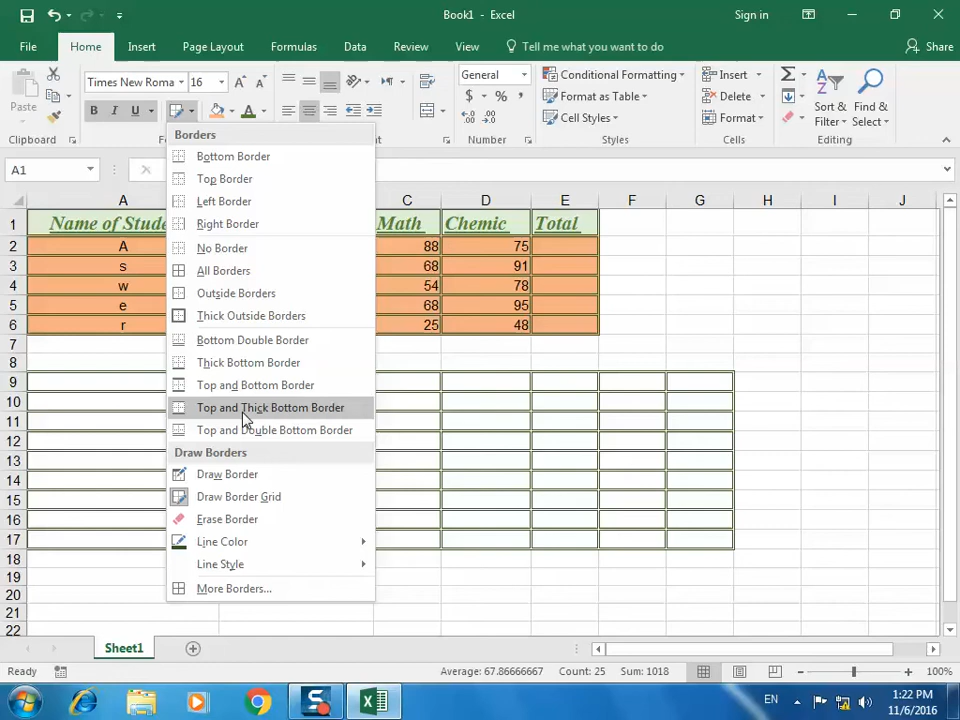 Book1 - Excel
Sign in
File Home Insert Page Layout Formulas Data Review View Tell me what you want to do Share
Times New Roma 16 General Conditional Formatting Insert
Paste B I U $ % , Format as Table Delete Sort & Find &
Cell Styles Format Filter Select
Clipboard Number Styles Cells Editing
A1
Borders
Bottom Border
Top Border
Left Border
Right Border
No Border
All Borders
Outside Borders
Thick Outside Borders
Bottom Double Border
Thick Bottom Border
Top and Bottom Border
Top and Thick Bottom Border
Top and Double Bottom Border
Draw Borders
Draw Border
Draw Border Grid
Erase Border
Line Color
Line Style
More Borders...
A C D E F G H I J
1 Name of Stude Math Chemic Total
2 A 88 75
3 s 68 91
4 w 54 78
5 e 68 95
6 r 25 48
7
8
9
10
11
12
13
14
15
16
17
18
19
20
21
22
Sheet1
Ready Average: 67.86666667 Count: 25 Sum: 1018 100%
EN 1:22 PM
11/6/2016